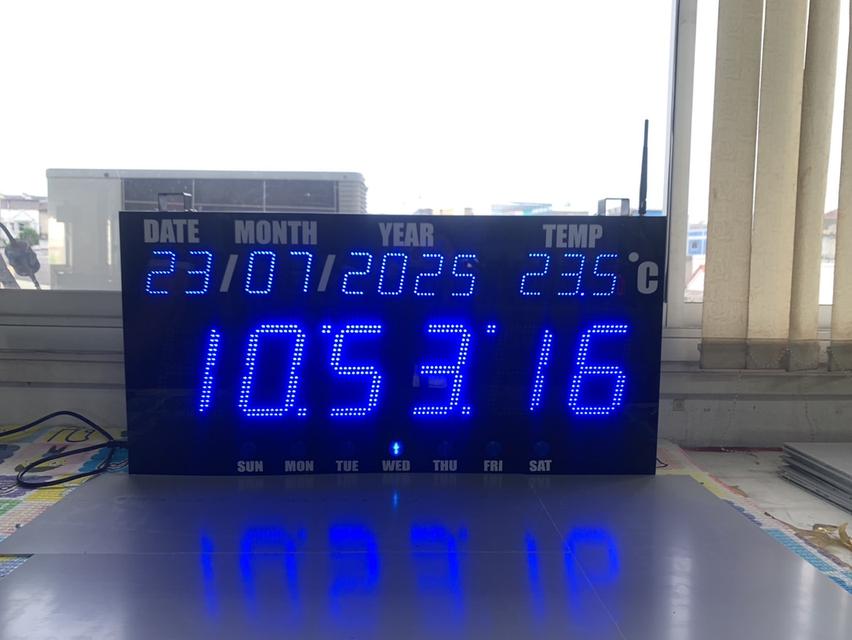 DATE MONTH YEAR TEMP
23/07/2025 23.5°C
10:53:16
SUN MON TUE WED THU FRI SAT